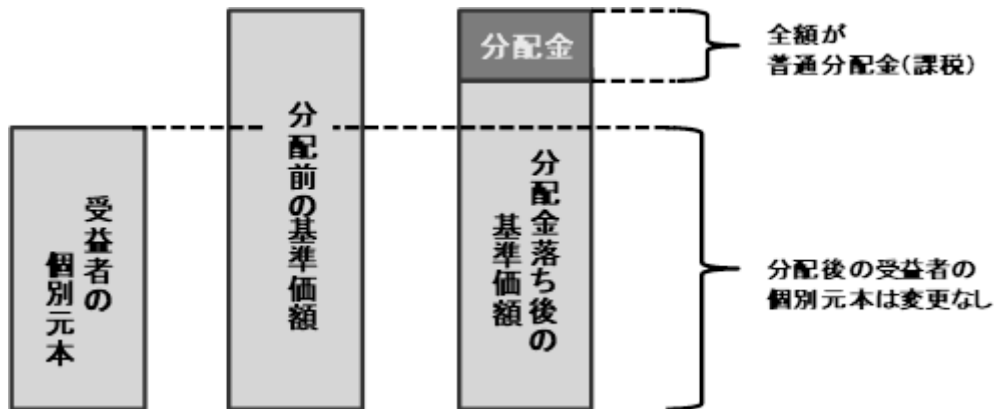 受益者の
個別元本
分配前の基準価額
分配金
分配金落ち後の
基準価額
全額が
普通分配金(課税)
分配後の受益者の
個別元本は変更なし